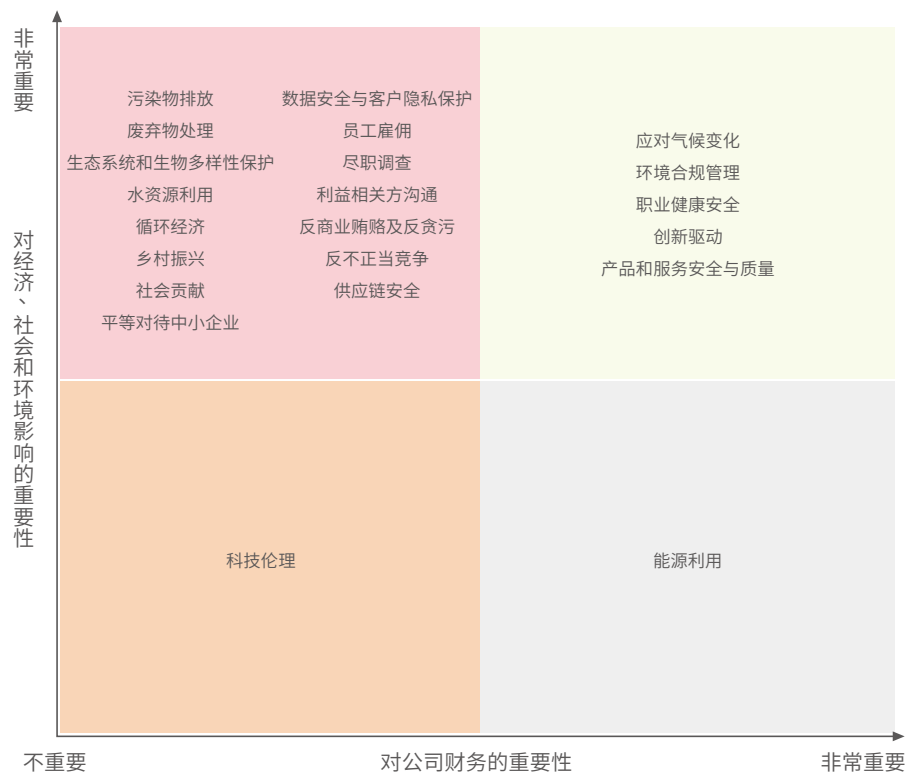 非常重要
对经济、社会和环境影响的重要性
污染物排放
废弃物处理
生态系统和生物多样性保护
水资源利用
循环经济
乡村振兴
社会贡献
平等对待中小企业
数据安全与客户隐私保护
员工雇佣
尽职调查
利益相关方沟通
反商业贿赂及反贪污
反不正当竞争
供应链安全
应对气候变化
环境合规管理
职业健康安全
创新驱动
产品和服务安全与质量
科技伦理
能源利用
不重要
对公司财务的重要性
非常重要